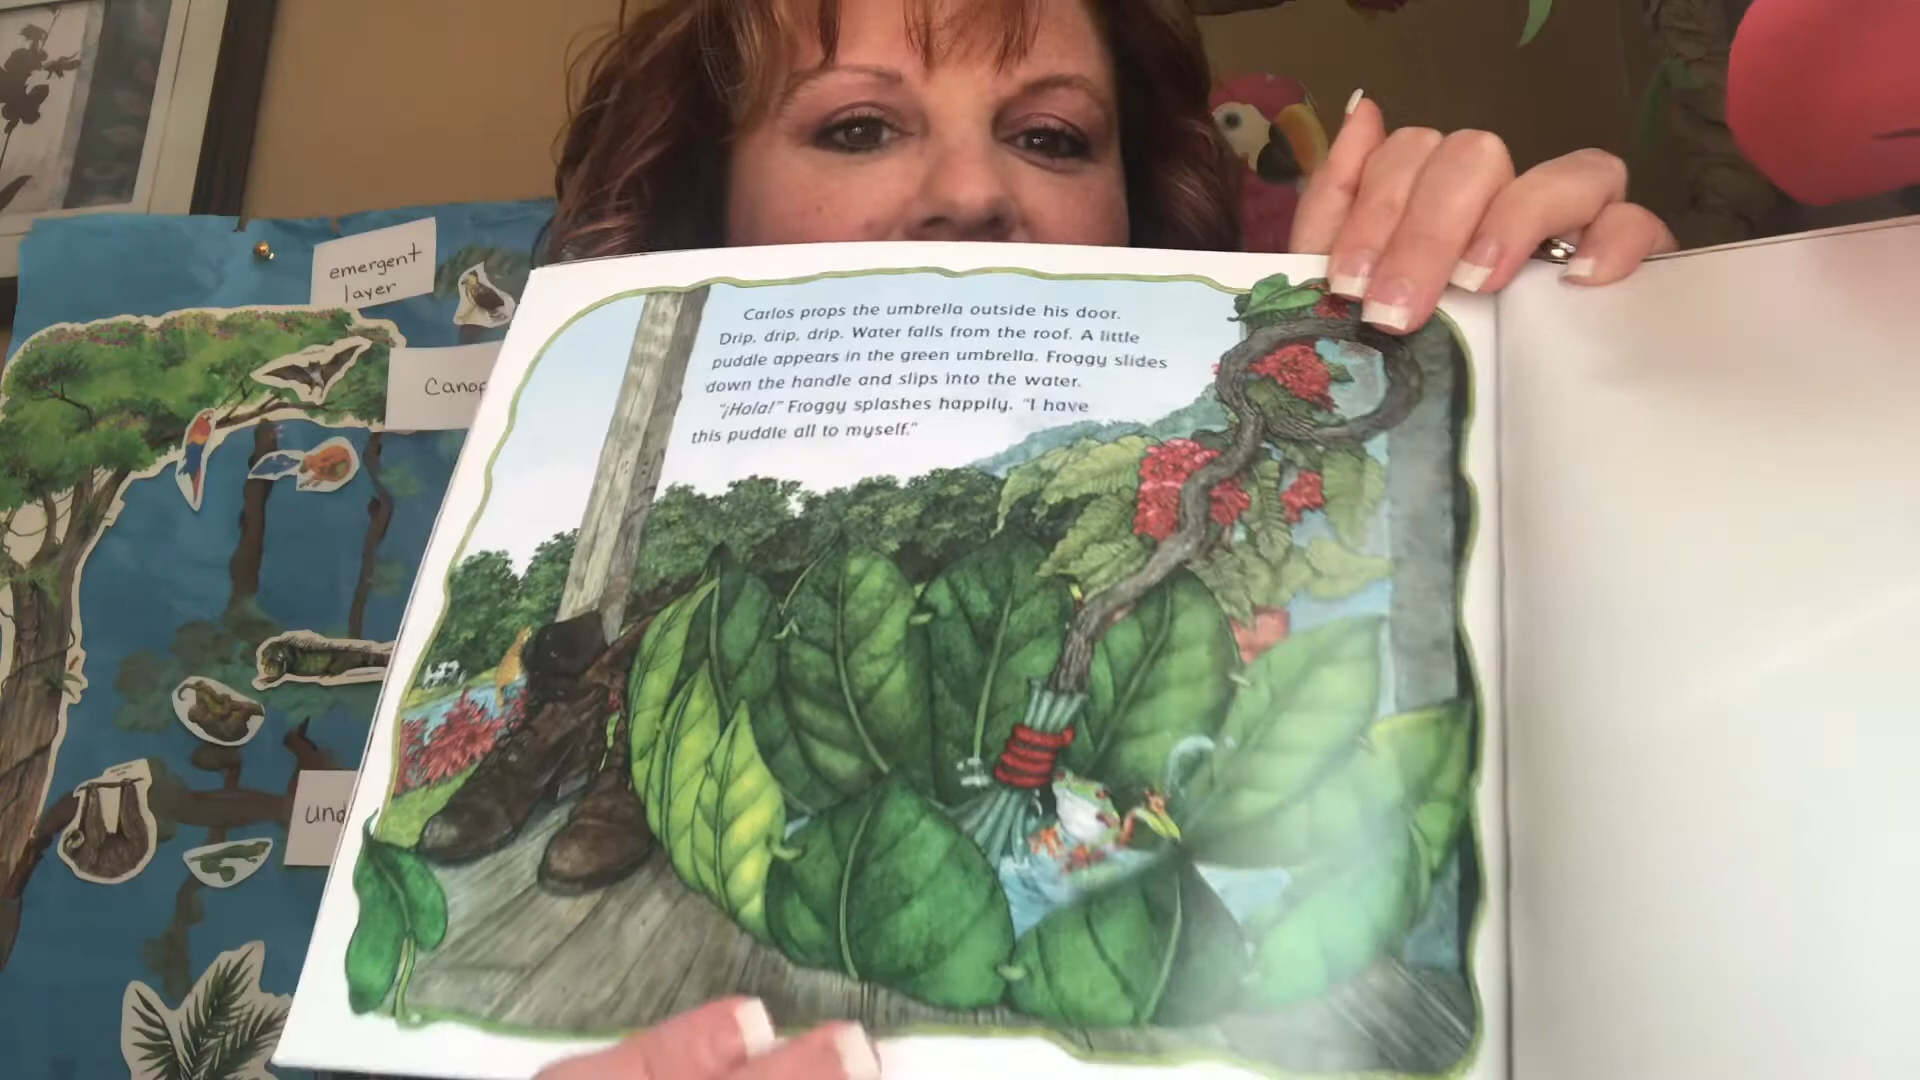 emergent
layer
Carlos props the umbrella outside his door.
Drip, drip, drip. Water falls from the roof. A little
puddle appears in the green umbrella. Froggy slides
down the handle and slips into the water.
"¡Hola!" Froggy splashes happily. "I have
this puddle all to myself."
Canop
und